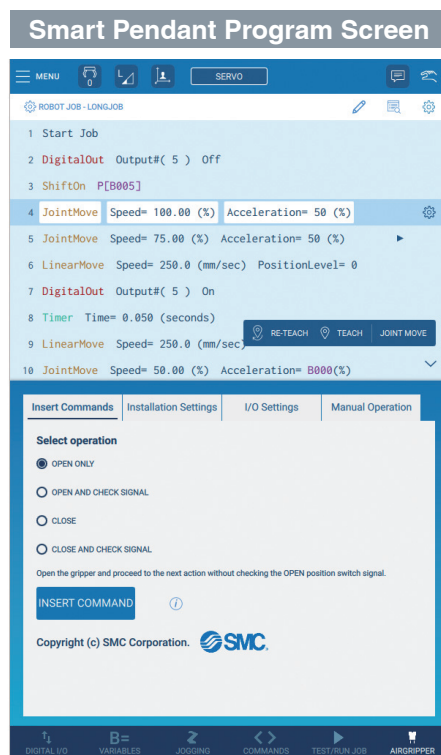 Smart Pendant Program Screen
MENU 0 SERVO
ROBOT JOB - LONGJOB
1 Start Job
2 DigitalOut Output#( 5 ) Off
3 ShiftOn P[B005]
4 JointMove Speed= 100.00 (%) Acceleration= 50 (%)
5 JointMove Speed= 75.00 (%) Acceleration= 50 (%)
6 LinearMove Speed= 250.0 (mm/sec) PositionLevel= 0
7 DigitalOut Output#( 5 ) On
8 Timer Time= 0.050 (seconds)
RE-TEACH TEACH JOINT MOVE
9 LinearMove Speed= 250.0 (mm/sec)
10 JointMove Speed= 50.00 (%) Acceleration= B000(%)
Insert Commands Installation Settings I/O Settings Manual Operation
Select operation
OPEN ONLY
OPEN AND CHECK SIGNAL
CLOSE
CLOSE AND CHECK SIGNAL
Open the gripper and proceed to the next action without checking the OPEN position switch signal.
INSERT COMMAND i
Copyright (c) SMC Corporation. SMC.
DIGITAL I/O B= VARIABLES JOGGING COMMANDS TEST/RUN JOB AIRGRIPPER